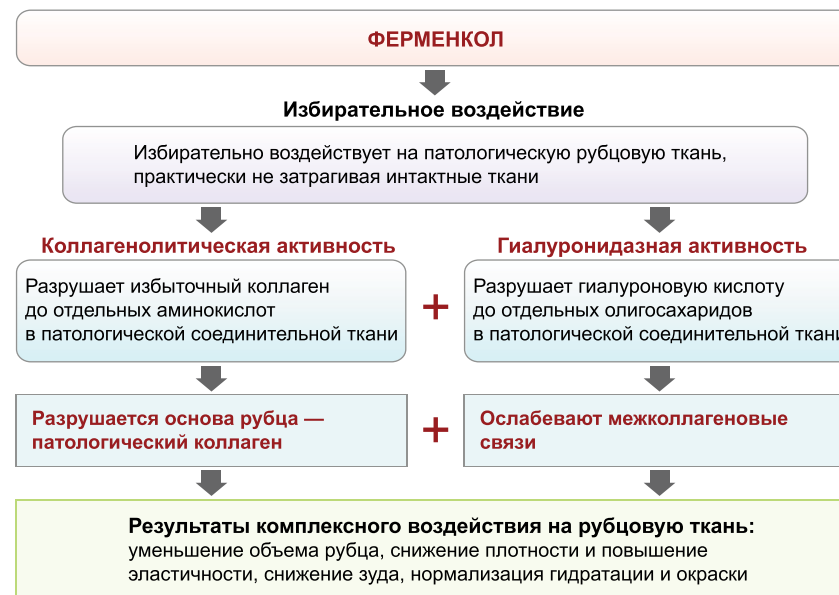 ФЕРМЕНКОЛ
Избирательное воздействие
Избирательно воздействует на патологическую рубцовую ткань,
практически не затрагивая интактные ткани
Коллагенолитическая активность
Разрушает избыточный коллаген
до отдельных аминокислот
в патологической соединительной ткани
+
Гиалуронидазная активность
Разрушает гиалуроновую кислоту
до отдельных олигосахаридов
в патологической соединительной ткани
Разрушается основа рубца —
патологический коллаген
+
Ослабевают межколлагеновые
связи
Результаты комплексного воздействия на рубцовую ткань:
уменьшение объема рубца, снижение плотности и повышение
эластичности, снижение зуда, нормализация гидратации и окраски